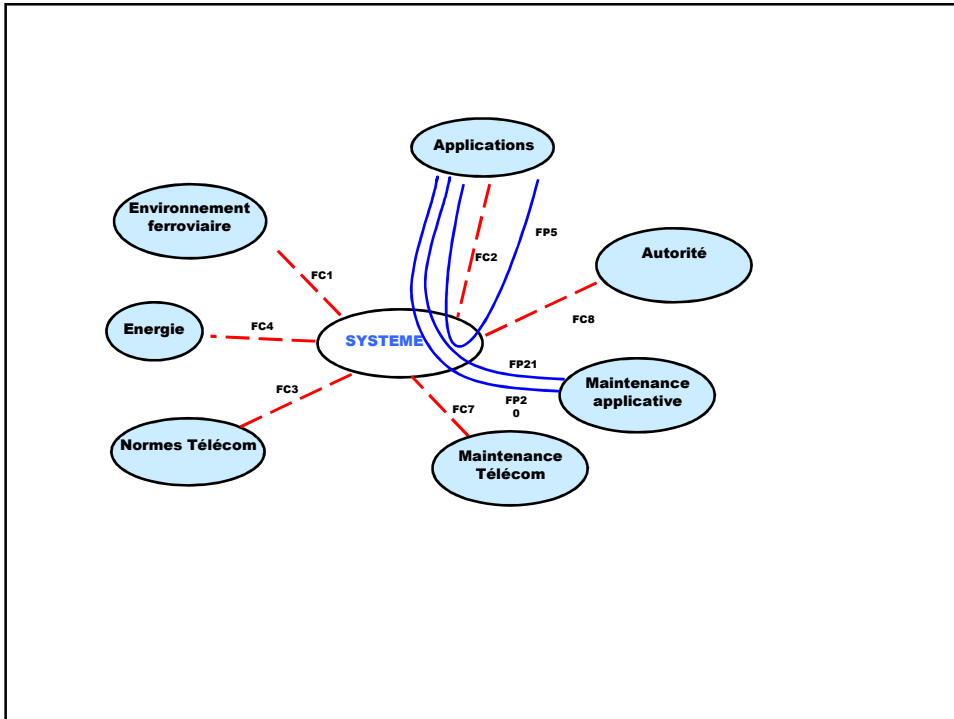 Applications
Environnement
ferroviaire
FP5
Autorité
FC2
FC1
FC8
Energie
FC4
SYSTEME
FP21
Maintenance
applicative
FC3
FC7
FP2
0
Normes Télécom
Maintenance
Télécom